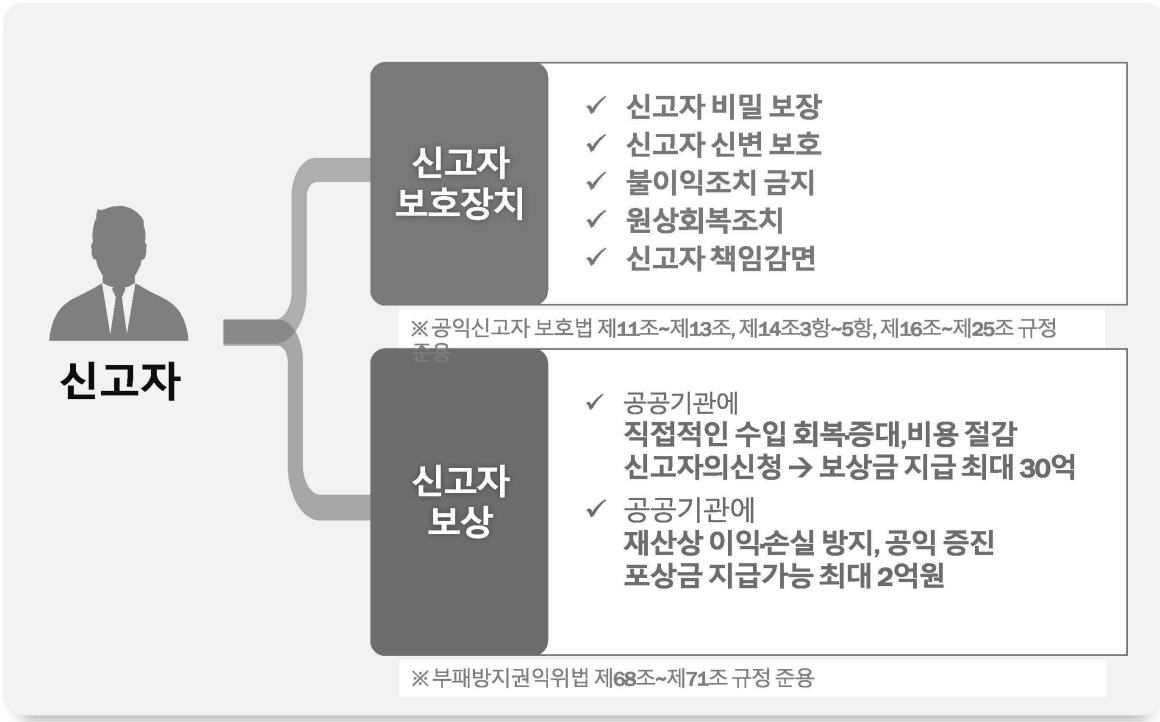 신고자
신고자
보호장치
✓ 신고자 비밀 보장
✓ 신고자 신변 보호
✓ 불이익조치 금지
✓ 원상회복조치
✓ 신고자 책임감면
※ 공익신고자 보호법 제11조~제13조, 제14조3항~5항, 제16조~제25조 규정
준용
신고자
보상
✓ 공공기관에
직접적인 수입 회복·증대,비용 절감
신고자의신청 → 보상금 지급 최대 30억
✓ 공공기관에
재산상 이익·손실 방지, 공익 증진
포상금 지급가능 최대 2억원
※ 부패방지권익위법 제68조~제71조 규정 준용